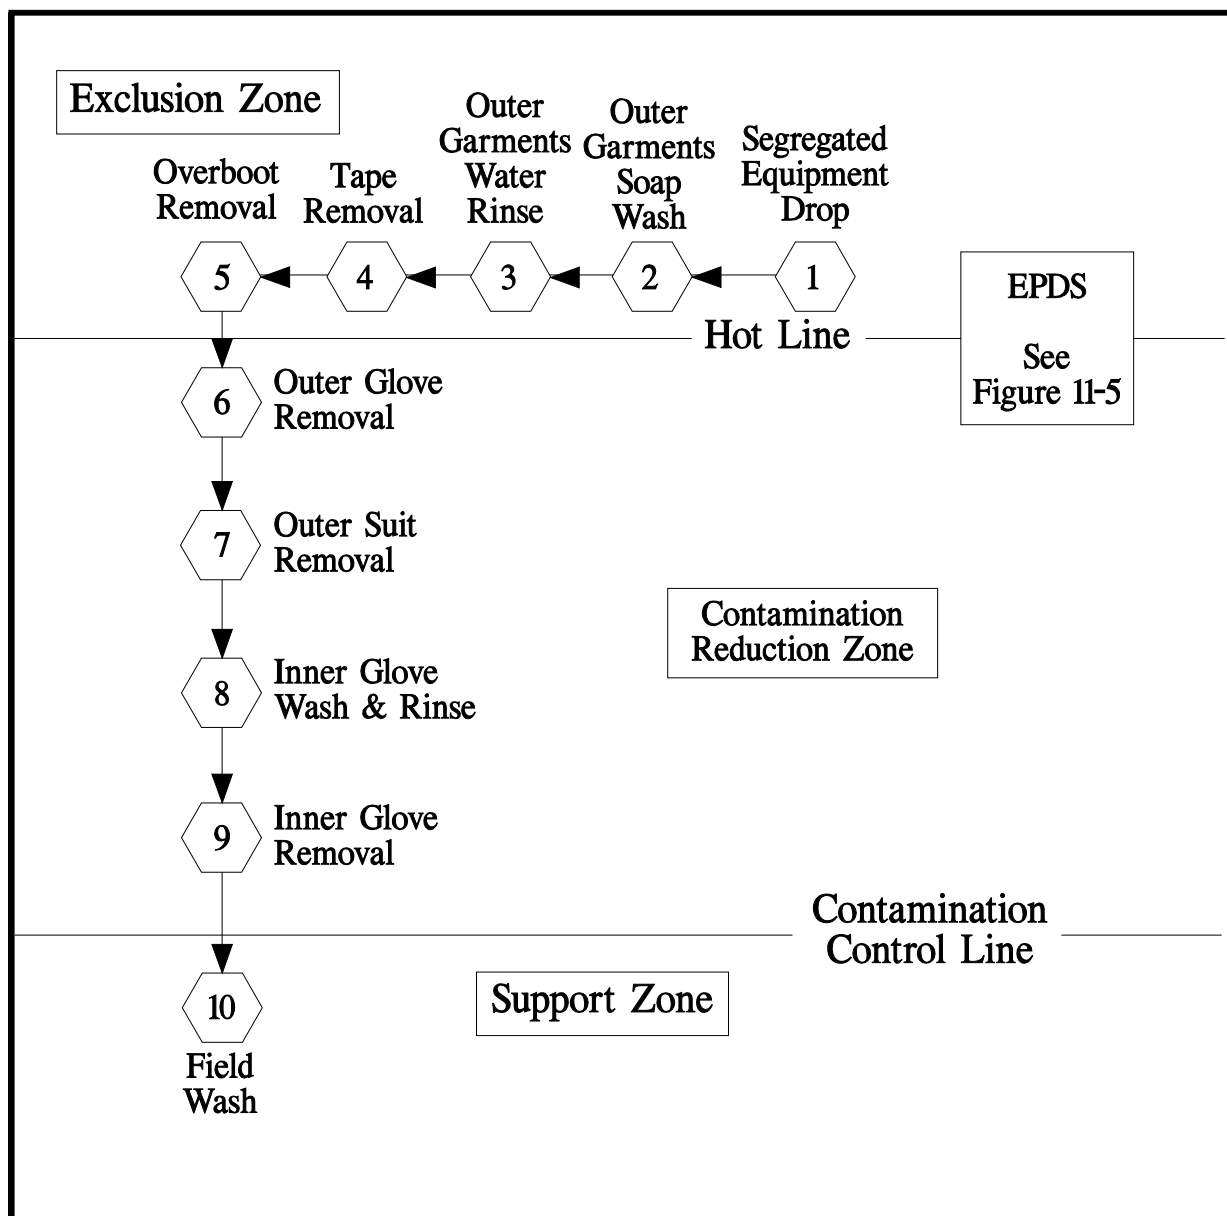 Exclusion Zone
Overboot
Removal
Tape
Removal
Outer
Garments
Water
Rinse
Outer
Garments
Soap
Wash
Segregated
Equipment
Drop
5
4
3
2
1
EPDS
See
Figure 11-5
Hot Line
6
Outer Glove
Removal
7
Outer Suit
Removal
Contamination
Reduction Zone
8
Inner Glove
Wash & Rinse
9
Inner Glove
Removal
Contamination
Control Line
10
Support Zone
Field
Wash